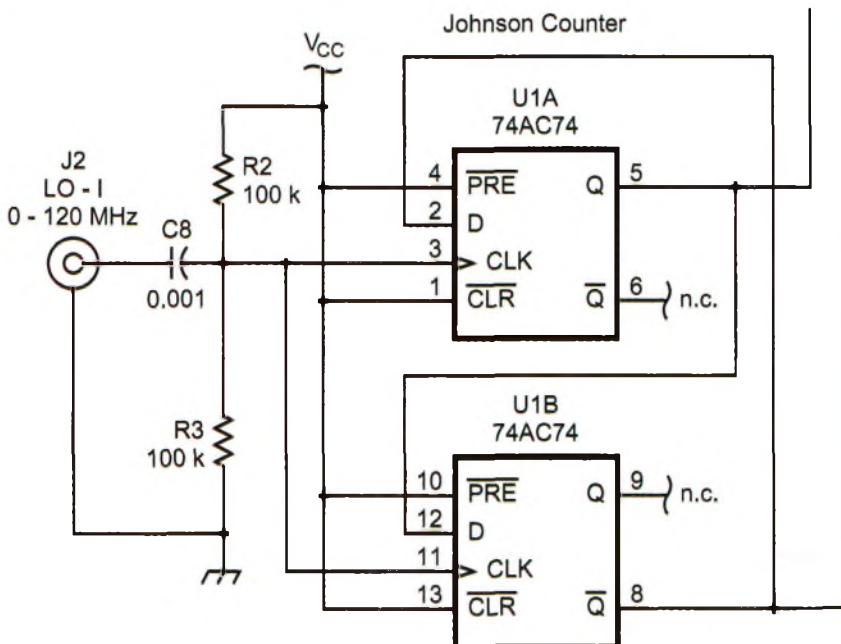 Johnson Counter
VCC
U1A
74AC74
J2
LO - I
0 - 120 MHz
C8
0.001
R2
100 k
4 PRE Q 5
2 D
3 CLK
1 CLR Q 6 n.c.
R3
100 k
U1B
74AC74
10 PRE Q 9 n.c.
12 D
11 CLK
13 CLR Q 8